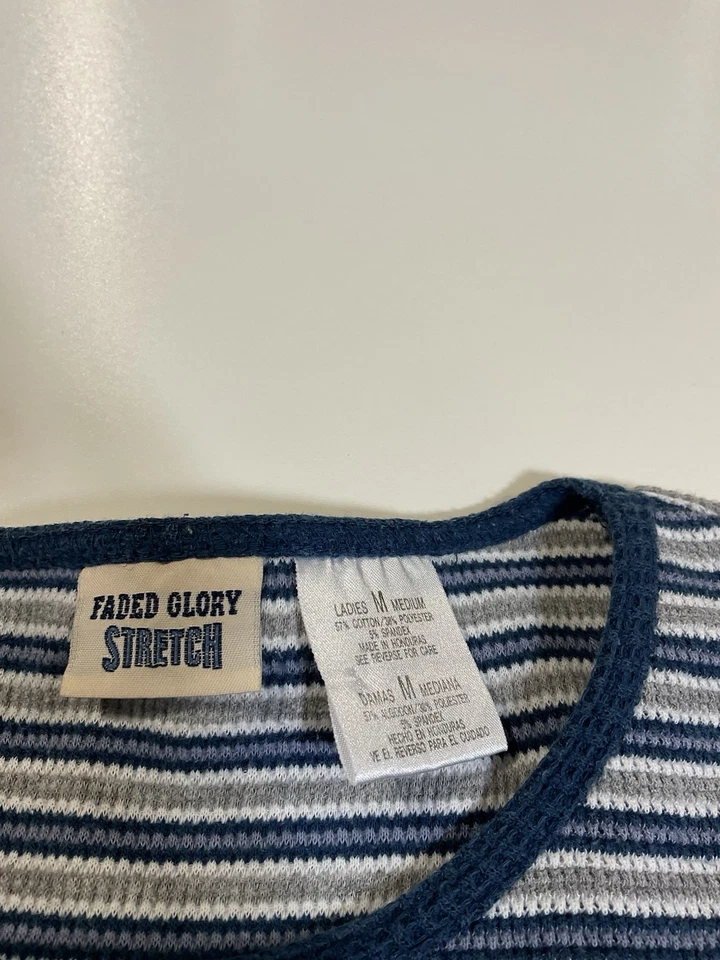 FADED GLORY
STRETCH
LADIES M MEDIUM
57% COTTON/38% POLYESTER
5% SPANDEX
MADE IN HONDURAS
SEE REVERSE FOR CARE
DAMAS M MEDIANA
57% ALGODON/38% POLIESTER
5% SPANDEX
HECHO EN HONDURAS
VE EL REVERSO PARA EL CUIDADO